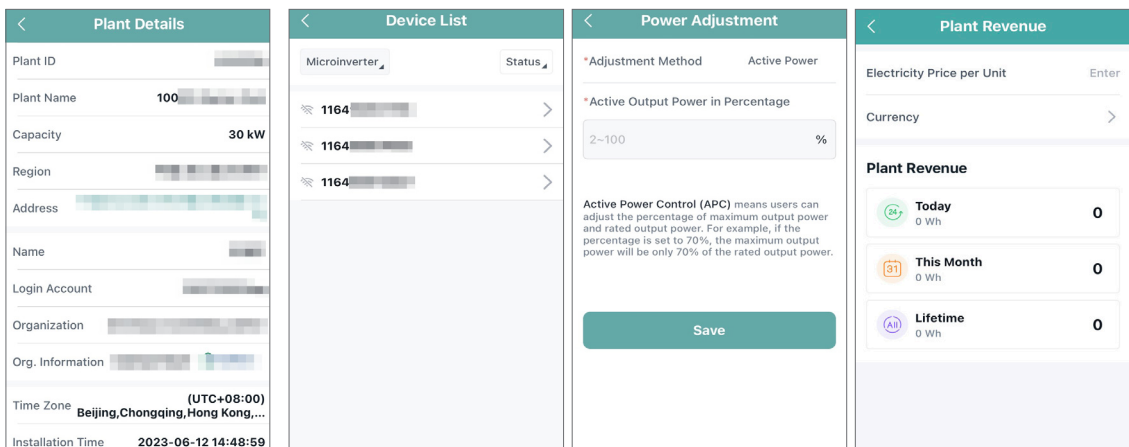 Plant Details
Plant ID
Plant Name 100
Capacity 30 kW
Region
Address
Name
Login Account
Organization
Org. Information
Time Zone (UTC+08:00)
Beijing,Chongqing,Hong Kong,...
Installation Time 2023-06-12 14:48:59
Device List
Microinverter Status
1164
1164
1164
Power Adjustment
*Adjustment Method Active Power
*Active Output Power in Percentage
2~100 %
Active Power Control (APC) means users can
adjust the percentage of maximum output power
and rated output power. For example, if the
percentage is set to 70%, the maximum output
power will be only 70% of the rated output power.
Save
Plant Revenue
Electricity Price per Unit Enter
Currency
Plant Revenue
24 Today 0
0 Wh
31 This Month 0
0 Wh
All Lifetime 0
0 Wh